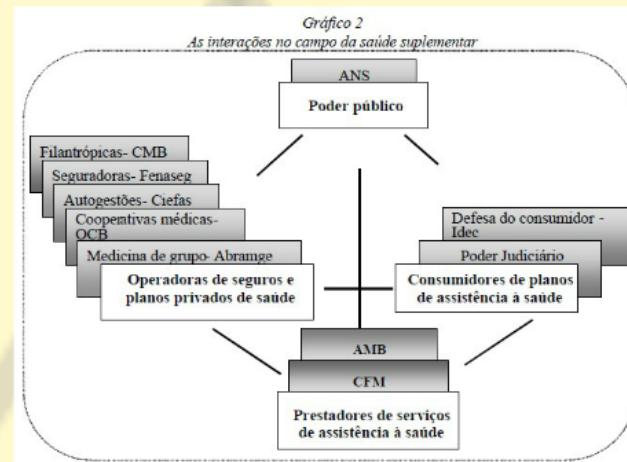 Gráfico 2
As interações no campo da saúde suplementar
ANS
Poder público
Filantrópicas- CMB
Seguradoras- Fenaseg
Autogestões- Ciefas
Cooperativas médicas-
OCB
Medicina de grupo- Abramge
Operadoras de seguros e
planos privados de saúde
Defesa do consumidor -
Idec
Poder Judiciário
Consumidores de planos
de assistência à saúde
AMB
CFM
Prestadores de serviços
de assistência à saúde